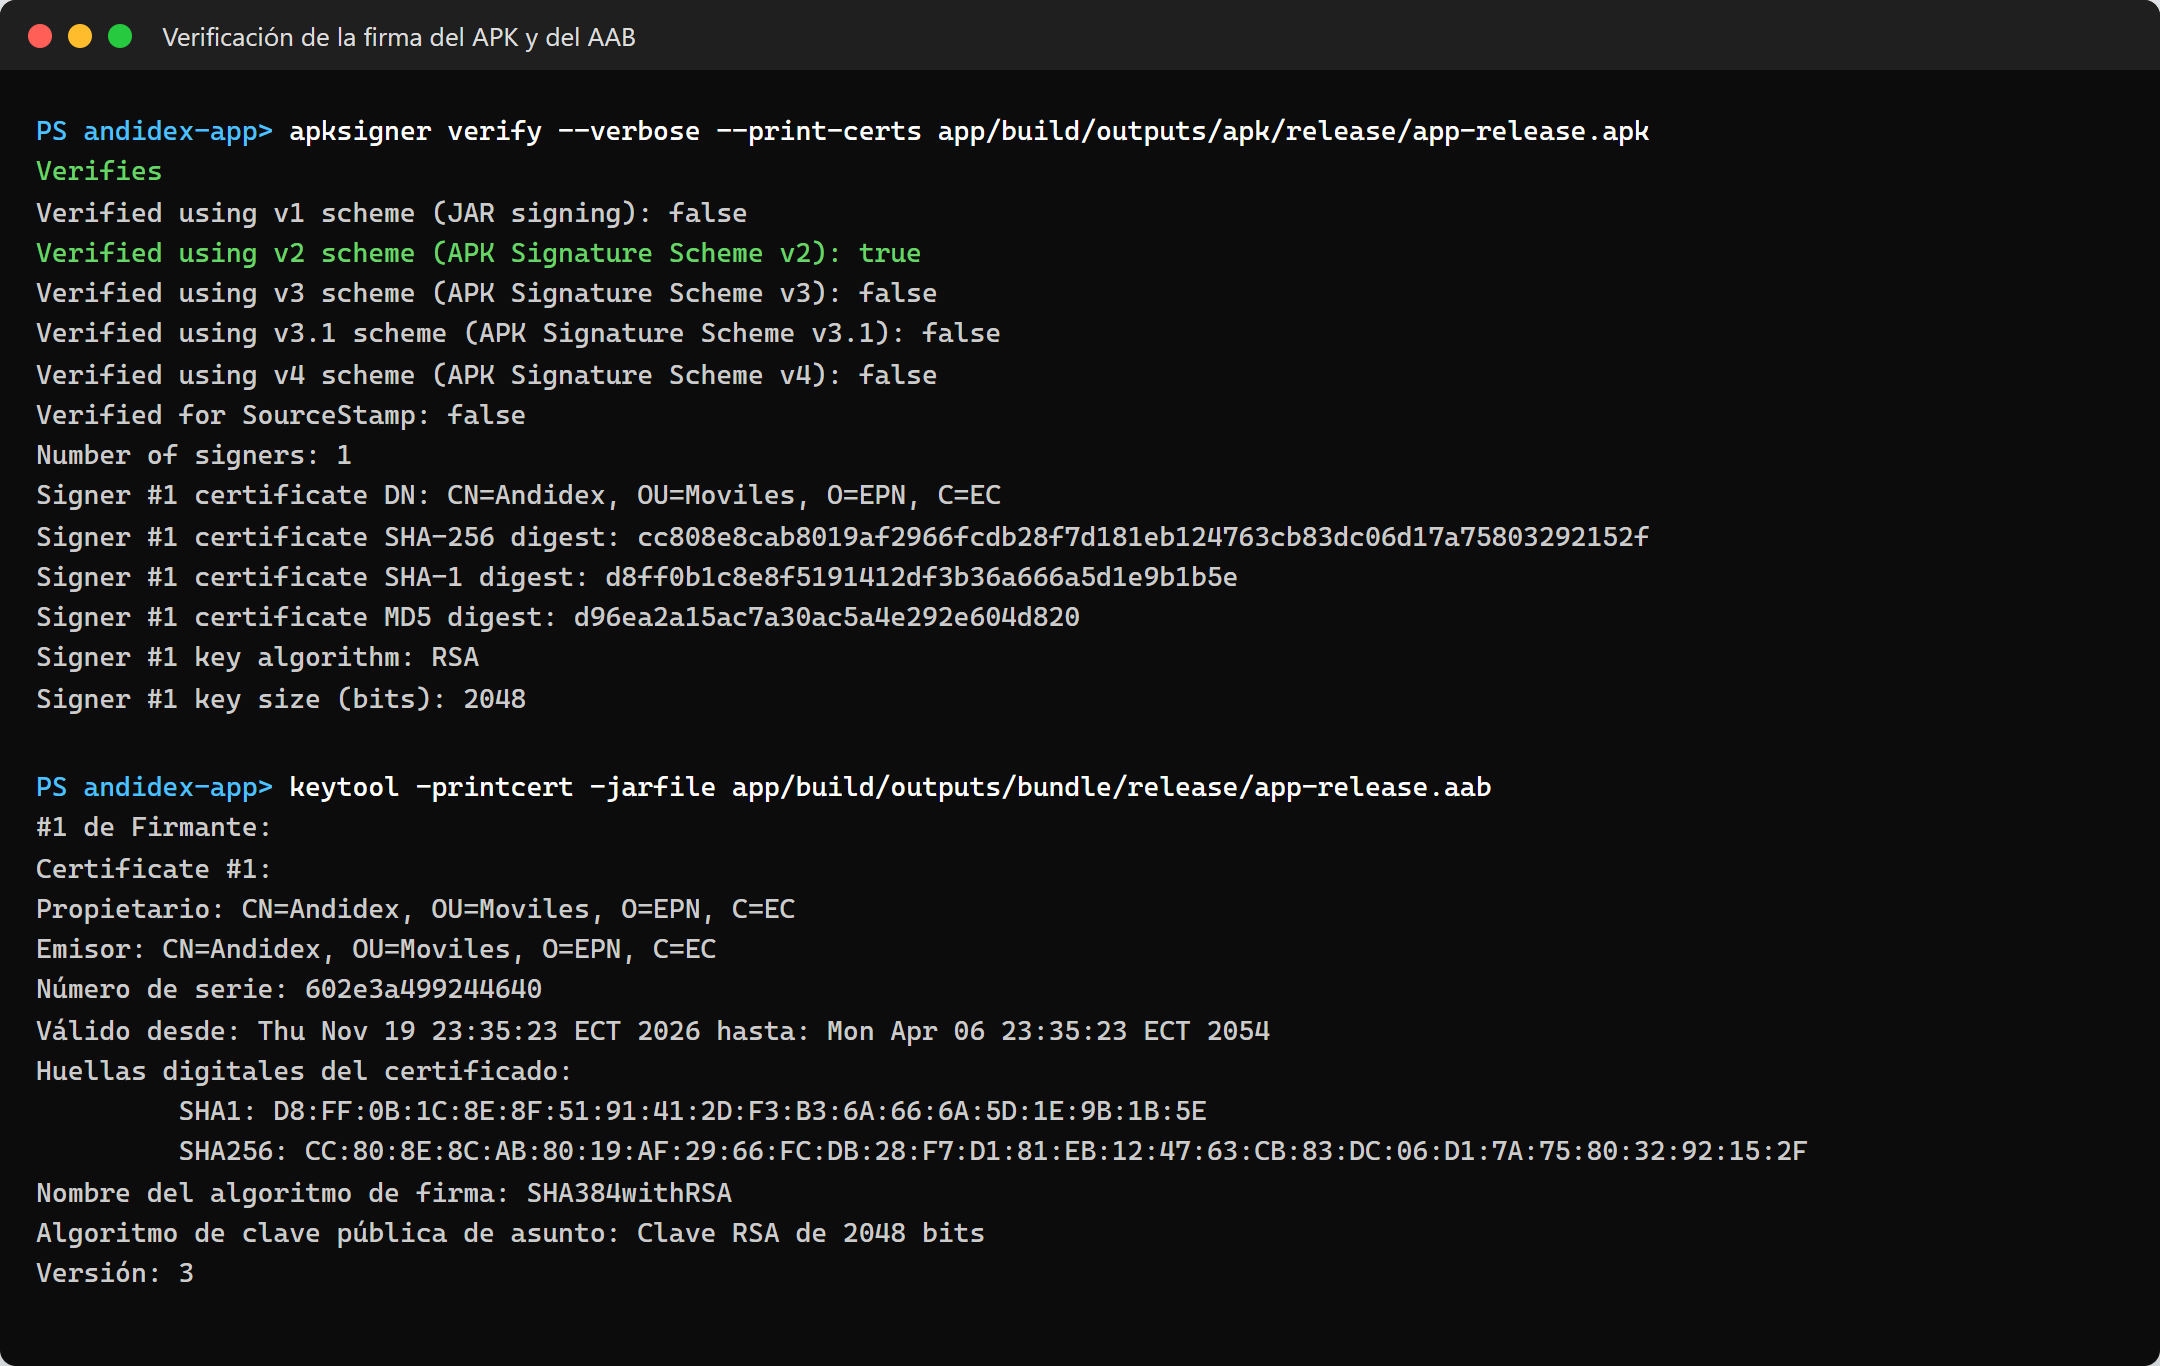 Verificación de la firma del APK y del AAB
PS andidex-app> apksigner verify --verbose --print-certs app/build/outputs/apk/release/app-release.apk
Verifies
Verified using v1 scheme (JAR signing): false
Verified using v2 scheme (APK Signature Scheme v2): true
Verified using v3 scheme (APK Signature Scheme v3): false
Verified using v3.1 scheme (APK Signature Scheme v3.1): false
Verified using v4 scheme (APK Signature Scheme v4): false
Verified for SourceStamp: false
Number of signers: 1
Signer #1 certificate DN: CN=Andidex, OU=Moviles, O=EPN, C=EC
Signer #1 certificate SHA-256 digest: cc808e8cab8019af2966fcdb28f7d181eb124763cb83dc06d17a75803292152f
Signer #1 certificate SHA-1 digest: d8ff0b1c8e8f5191412df3b36a666a5d1e9b1b5e
Signer #1 certificate MD5 digest: d96ea2a15ac7a30ac5a4e292e604d820
Signer #1 key algorithm: RSA
Signer #1 key size (bits): 2048
PS andidex-app> keytool -printcert -jarfile app/build/outputs/bundle/release/app-release.aab
#1 de Firmante:
Certificate #1:
Propietario: CN=Andidex, OU=Moviles, O=EPN, C=EC
Emisor: CN=Andidex, OU=Moviles, O=EPN, C=EC
Número de serie: 602e3a499244640
Válido desde: Thu Nov 19 23:35:23 ECT 2026 hasta: Mon Apr 06 23:35:23 ECT 2054
Huellas digitales del certificado:
SHA1: D8:FF:0B:1C:8E:8F:51:91:41:2D:F3:B3:6A:66:6A:5D:1E:9B:1B:5E
SHA256: CC:80:8E:8C:AB:80:19:AF:29:66:FC:DB:28:F7:D1:81:EB:12:47:63:CB:83:DC:06:D1:7A:75:80:32:92:15:2F
Nombre del algoritmo de firma: SHA384withRSA
Algoritmo de clave pública de asunto: Clave RSA de 2048 bits
Versión: 3